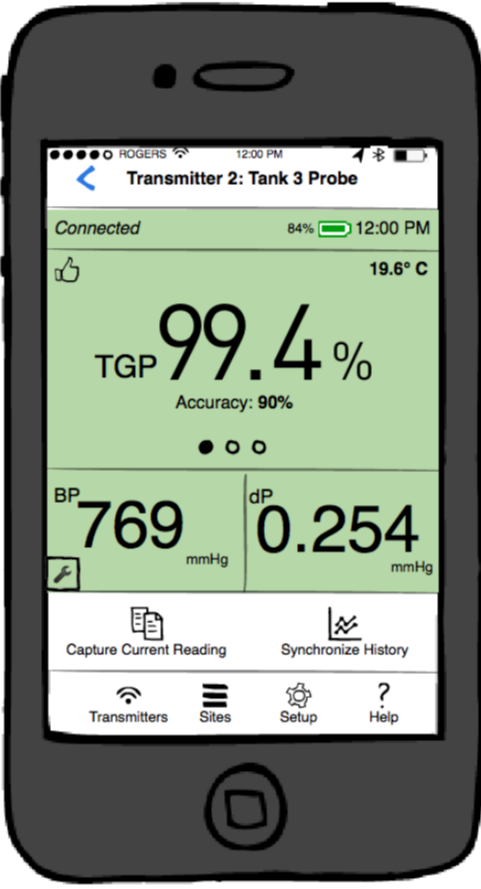 ROGERS 12:00 PM
Transmitter 2: Tank 3 Probe
Connected 84% 12:00 PM
19.6° C
TGP 99.4 %
Accuracy: 90%
BP 769 mmHg
dP 0.254 mmHg
Capture Current Reading Synchronize History
Transmitters Sites Setup ? Help